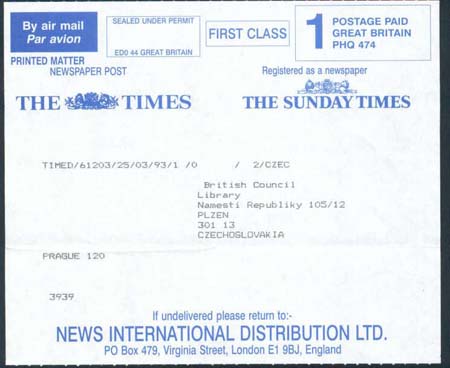 By air mail
Par avion
SEALED UNDER PERMIT
ED0 44 GREAT BRITAIN
FIRST CLASS
1
POSTAGE PAID
GREAT BRITAIN
PHQ 474
PRINTED MATTER
NEWSPAPER POST
Registered as a newspaper
THE TIMES
THE SUNDAY TIMES
TIMED/61203/25/03/93/1 /0 / 2/CZEC
British Council
Library
Namesti Republiky 105/12
PLZEN
301 13
CZECHOSLOVAKIA
PRAGUE 120
3939
If undelivered please return to:-
NEWS INTERNATIONAL DISTRIBUTION LTD.
PO Box 479, Virginia Street, London E1 9BJ, England